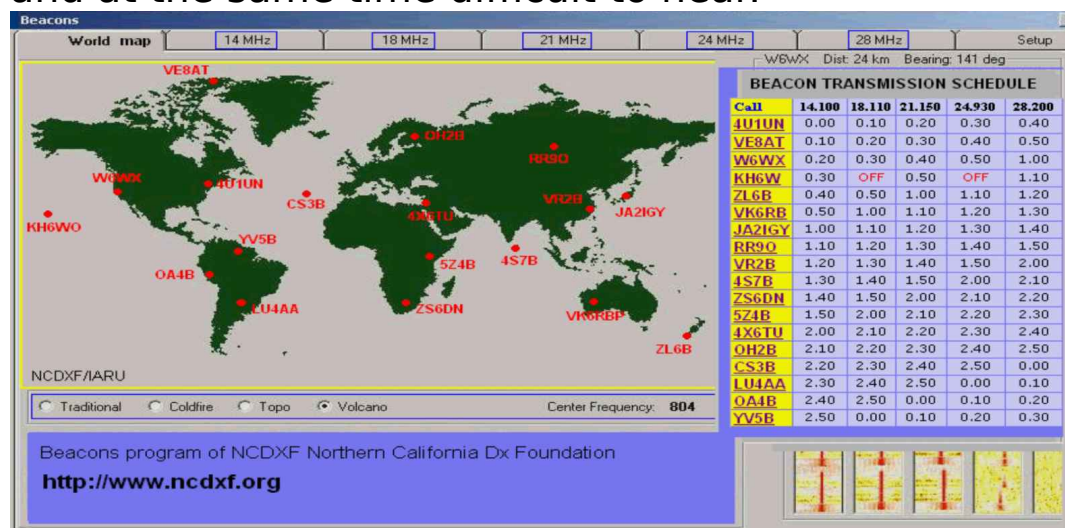 and at the same time difficult to hear.
Beacons
World map 14 MHz 18 MHz 21 MHz 24 MHz 28 MHz Setup
W6WX Dist: 24 km Bearing: 141 deg
VE8AT
OH2B
RR9O
W6WX
4U1UN
CS3B
4X6TU
VR2B
JA2IGY
KH6WO
YV5B
5Z4B
4S7B
OA4B
LU4AA
ZS6DN
VK6RBP
ZL6B
NCDXF/IARU
Traditional Coldfire Topo Volcano Center Frequency: 804
BEACON TRANSMISSION SCHEDULE
Call 14.100 18.110 21.150 24.930 28.200
4U1UN 0.00 0.10 0.20 0.30 0.40
VE8AT 0.10 0.20 0.30 0.40 0.50
W6WX 0.20 0.30 0.40 0.50 1.00
KH6W 0.30 OFF 0.50 OFF 1.10
ZL6B 0.40 0.50 1.00 1.10 1.20
VK6RB 0.50 1.00 1.10 1.20 1.30
JA2IGY 1.00 1.10 1.20 1.30 1.40
RR9O 1.10 1.20 1.30 1.40 1.50
VR2B 1.20 1.30 1.40 1.50 2.00
4S7B 1.30 1.40 1.50 2.00 2.10
ZS6DN 1.40 1.50 2.00 2.10 2.20
5Z4B 1.50 2.00 2.10 2.20 2.30
4X6TU 2.00 2.10 2.20 2.30 2.40
OH2B 2.10 2.20 2.30 2.40 2.50
CS3B 2.20 2.30 2.40 2.50 0.00
LU4AA 2.30 2.40 2.50 0.00 0.10
OA4B 2.40 2.50 0.00 0.10 0.20
YV5B 2.50 0.00 0.10 0.20 0.30
Beacons program of NCDXF Northern California Dx Foundation
http://www.ncdxf.org